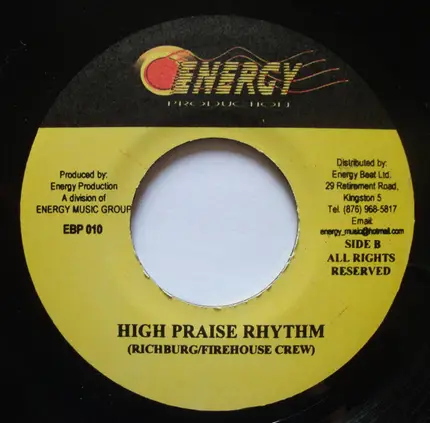 ENERGY
PRODUCTION
Produced by:
Energy Production
A division of
ENERGY MUSIC GROUP
EBP 010
Distributed by:
Energy Beat Ltd.
29 Retirement Road,
Kingston 5
Tel. (876) 968-5817
Email:
energy_music@hotmail.com
SIDE B
ALL RIGHTS
RESERVED
HIGH PRAISE RHYTHM
(RICHBURG/FIREHOUSE CREW)